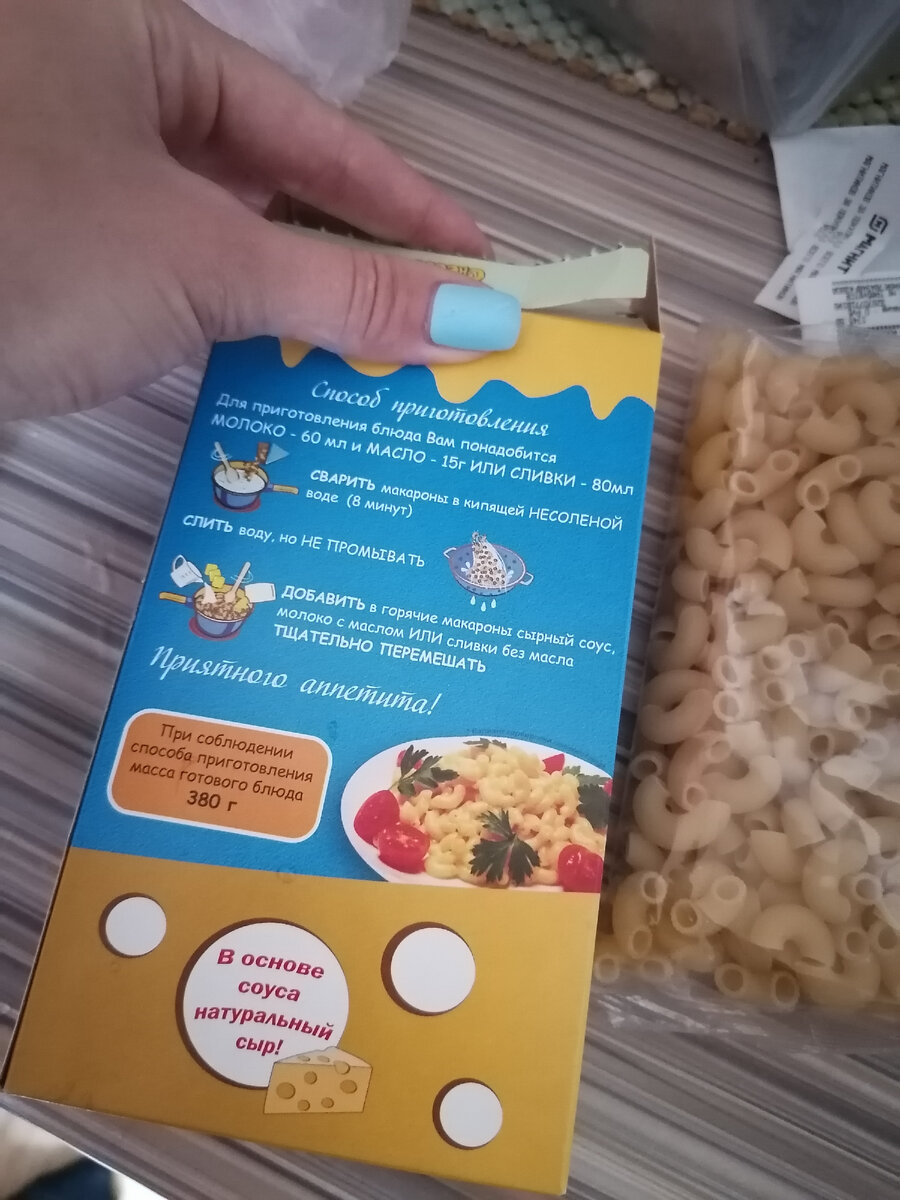 МАГНИТ
Способ приготовления
Для приготовления блюда Вам понадобится
МОЛОКО - 60 мл и МАСЛО - 15г ИЛИ СЛИВКИ - 80мл
СВАРИТЬ макароны в кипящей НЕСОЛЕНОЙ
воде (8 минут)
СЛИТЬ воду, но НЕ ПРОМЫВАТЬ
ДОБАВИТЬ в горячие макароны сырный соус,
молоко с маслом ИЛИ сливки без масла
ТЩАТЕЛЬНО ПЕРЕМЕШАТЬ
Приятного аппетита!
При соблюдении
способа приготовления
масса готового блюда
380 г
В основе
соуса
натуральный
сыр!